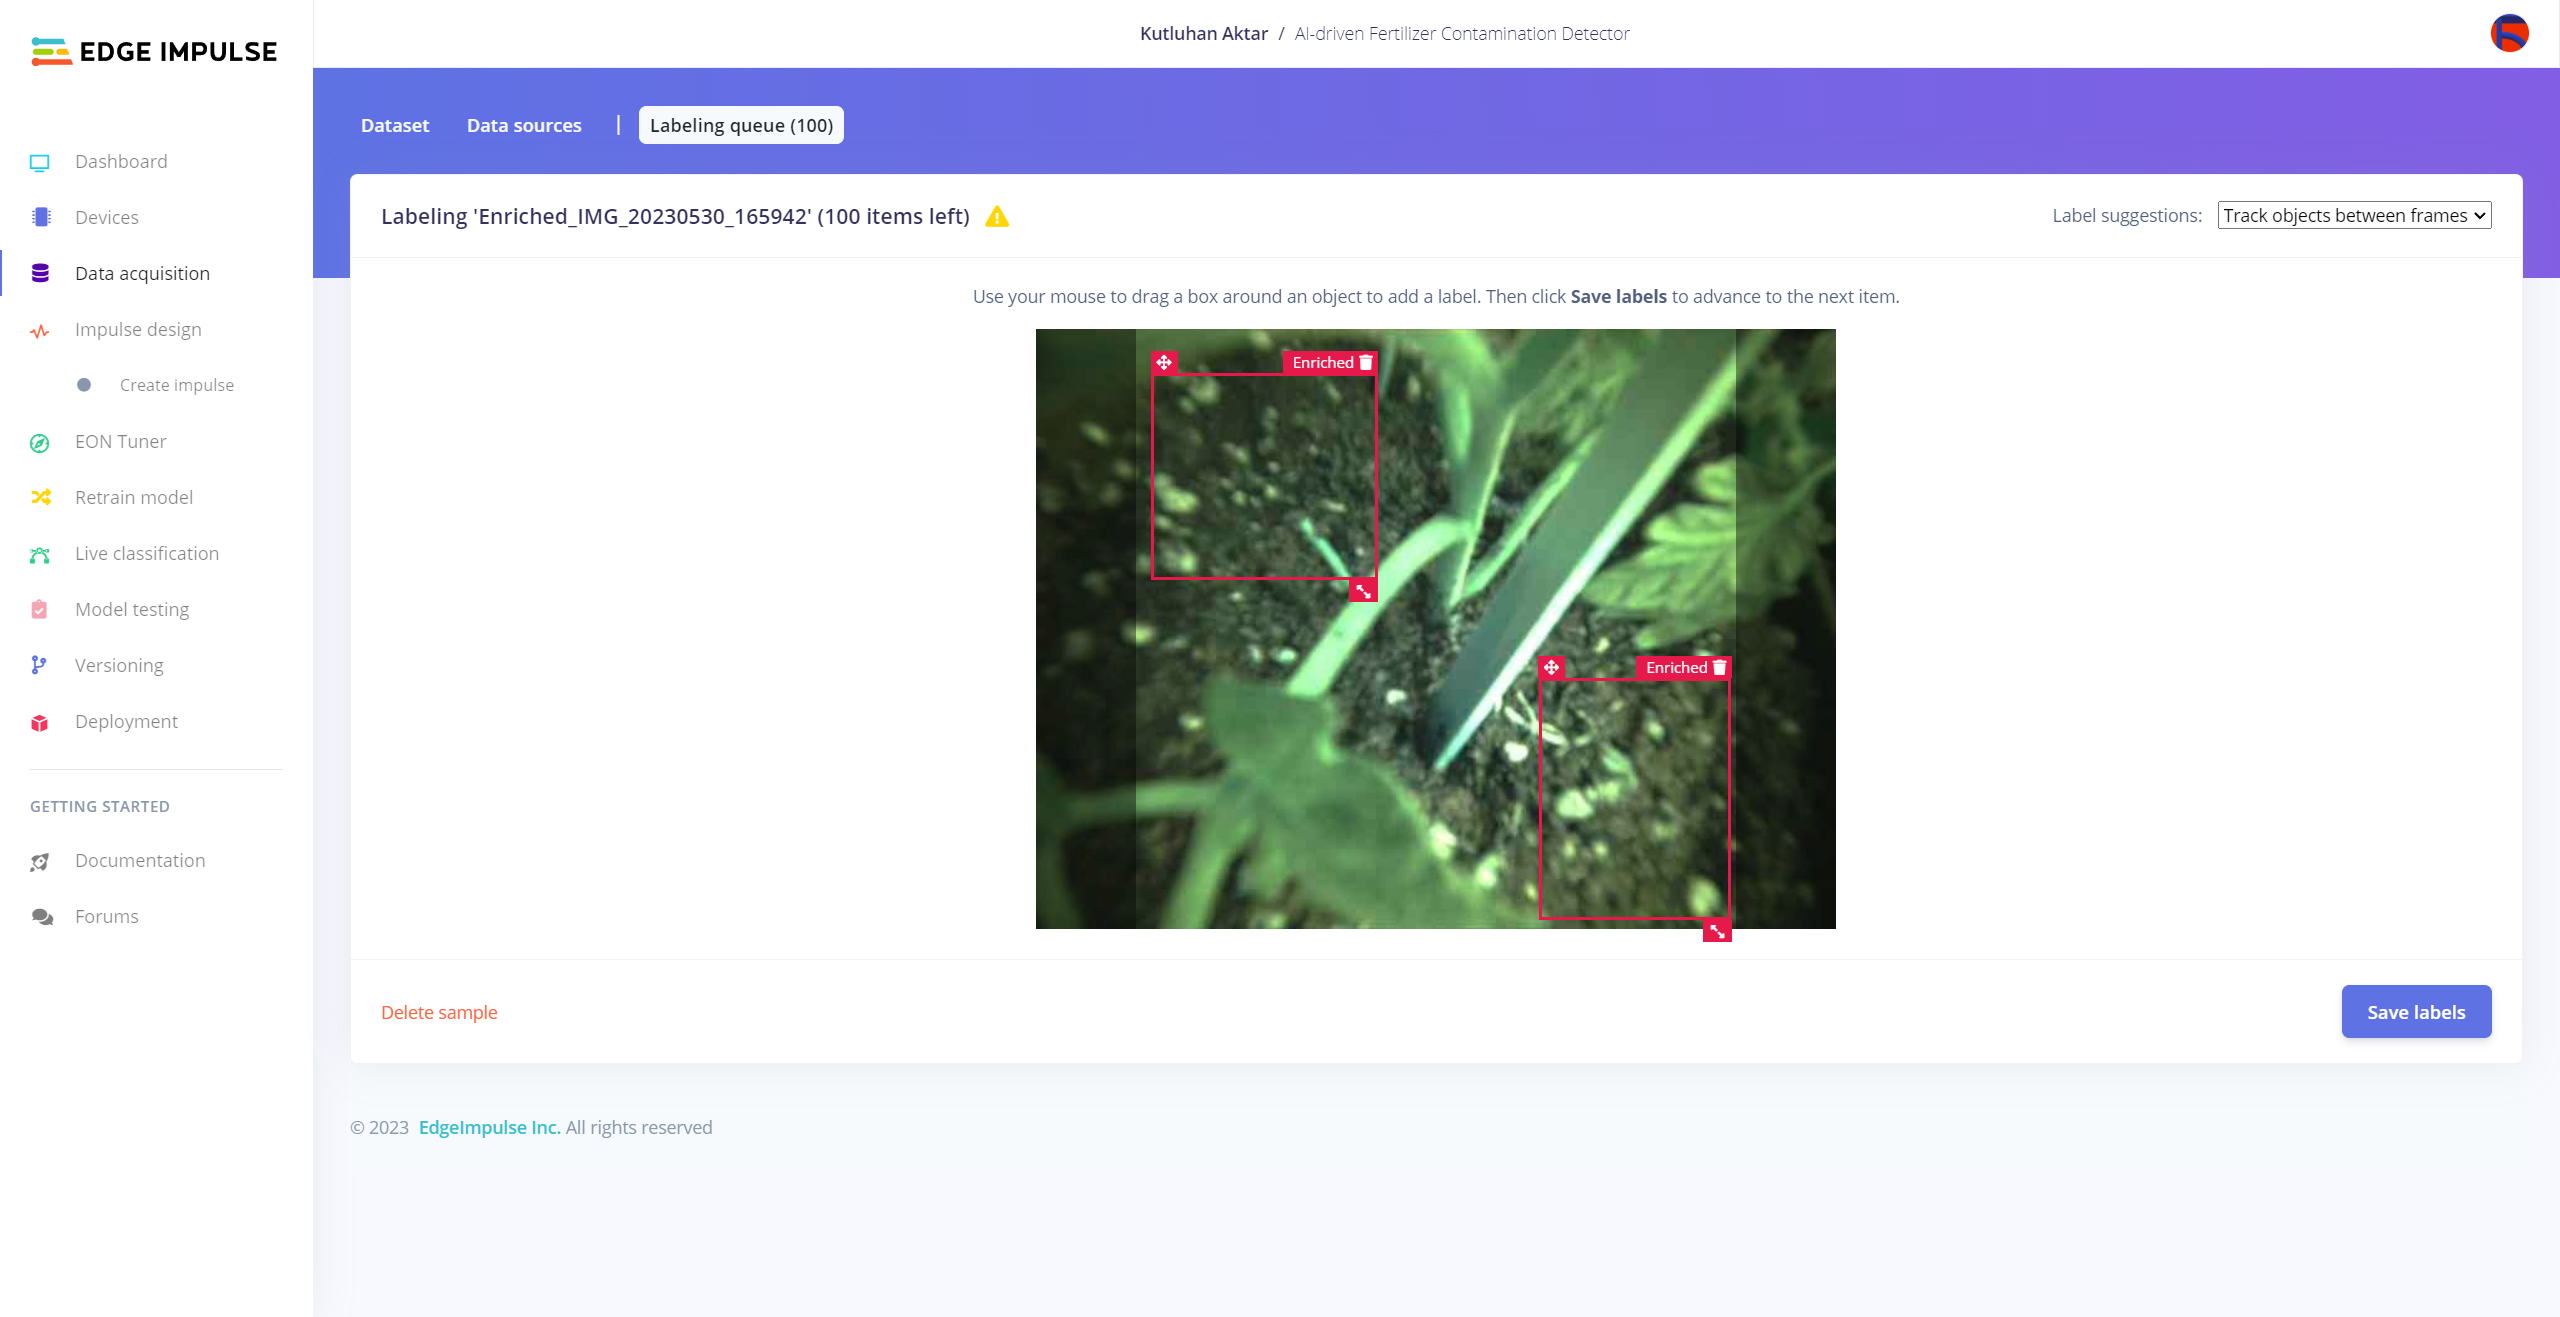 EDGE IMPULSE
Kutluhan Aktar / AI-driven Fertilizer Contamination Detector
Dataset Data sources | Labeling queue (100)
Dashboard
Devices
Data acquisition
Impulse design
Create impulse
EON Tuner
Retrain model
Live classification
Model testing
Versioning
Deployment
GETTING STARTED
Documentation
Forums
Labeling 'Enriched_IMG_20230530_165942' (100 items left)
Label suggestions: Track objects between frames
Use your mouse to drag a box around an object to add a label. Then click Save labels to advance to the next item.
Enriched
Enriched
Delete sample
Save labels
© 2023 EdgeImpulse Inc. All rights reserved